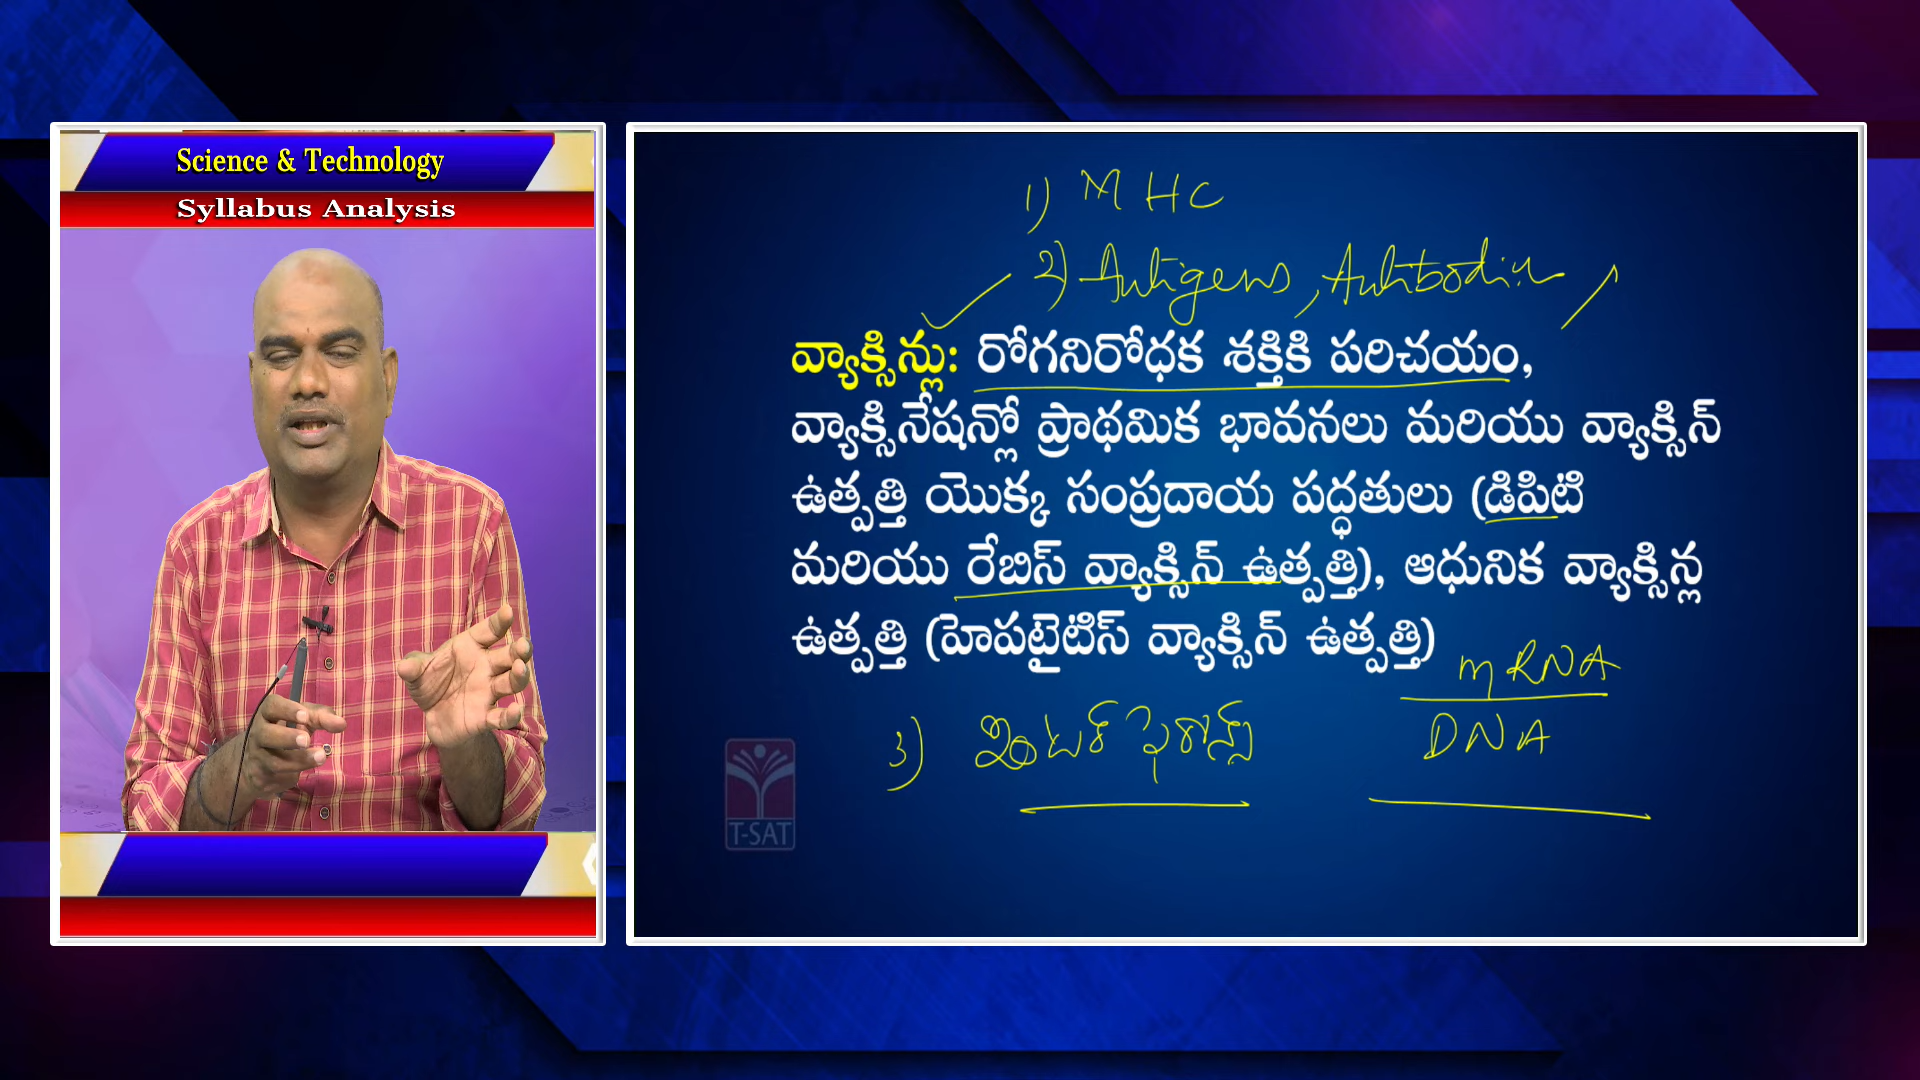 Science & Technology
Syllabus Analysis
1) MHC
2) Antigens, Antibodies
వ్యాక్సిన్లు: రోగనిరోధక శక్తికి పరిచయం,
వ్యాక్సినేషన్లో ప్రాథమిక భావనలు మరియు వ్యాక్సిన్
ఉత్పత్తి యొక్క సంప్రదాయ పద్ధతులు (డిపిటి
మరియు రేబిస్ వ్యాక్సిన్ ఉత్పత్తి), ఆధునిక వ్యాక్సిన్ల
ఉత్పత్తి (హెపటైటిస్ వ్యాక్సిన్ ఉత్పత్తి)
mRNA
DNA
3) ఇంటర్ ఫెరాన్స్
T-SAT